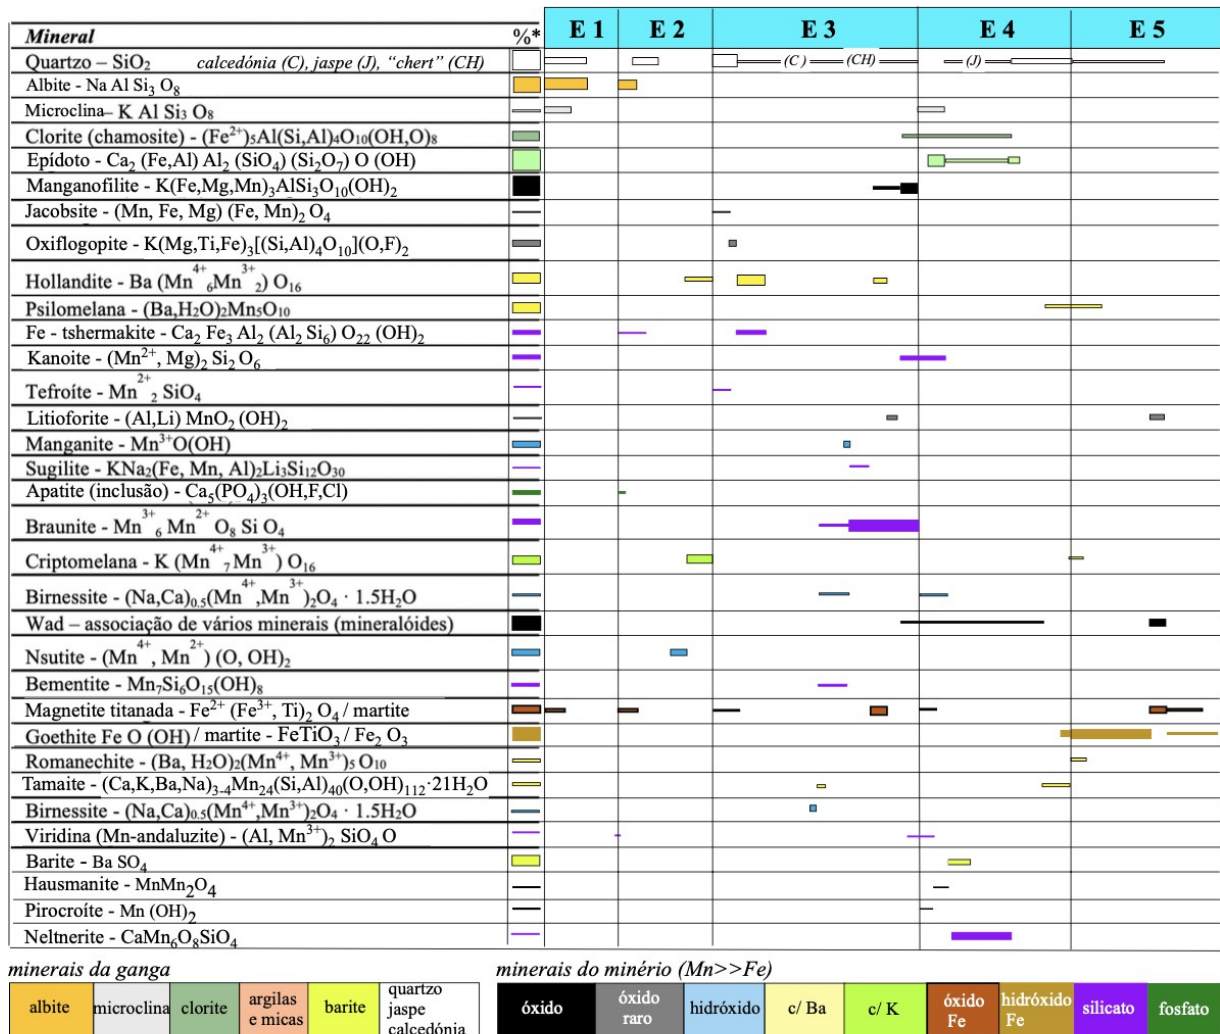 Mineral %* E 1 E 2 E 3 E 4 E 5
Quartzo – SiO₂ calcedónia (C), jaspe (J), “chert” (CH) (C) (CH) (J)
Albite - Na Al Si₃ O₈
Microclina– K Al Si₃ O₈
Clorite (chamosite) - (Fe²⁺)₅Al(Si,Al)₄O₁₀(OH,O)₈
Epídoto - Ca₂ (Fe,Al) Al₂ (SiO₄) (Si₂O₇) O (OH)
Manganofilite - K(Fe,Mg,Mn)₃AlSi₃O₁₀(OH)₂
Jacobsite - (Mn, Fe, Mg) (Fe, Mn)₂ O₄
Oxiflogopite - K(Mg,Ti,Fe)₃[(Si,Al)₄O₁₀](O,F)₂
Hollandite - Ba (Mn⁴⁺₆Mn³⁺₂) O₁₆
Psilomelana - (Ba,H₂O)₂Mn₅O₁₀
Fe - tshermakite - Ca₂ Fe₃ Al₂ (Al₂ Si₆) O₂₂ (OH)₂
Kanoite - (Mn²⁺, Mg)₂ Si₂ O₆
Tefroíte - Mn²⁺₂ SiO₄
Litioforite - (Al,Li) MnO₂ (OH)₂
Manganite - Mn³⁺O(OH)
Sugilite - KNa₂(Fe, Mn, Al)₂Li₃Si₁₂O₃₀
Apatite (inclusão) - Ca₅(PO₄)₃(OH,F,Cl)
Braunite - Mn³⁺₆ Mn²⁺ O₈ Si O₄
Criptomelana - K (Mn⁴⁺₇ Mn³⁺) O₁₆
Birnessite - (Na,Ca)₀.₅(Mn⁴⁺,Mn³⁺)₂O₄ · 1.5H₂O
Wad – associação de vários minerais (mineralóides)
Nsutite - (Mn⁴⁺, Mn²⁺) (O, OH)₂
Bementite - Mn₇Si₆O₁₅(OH)₈
Magnetite titanada - Fe²⁺ (Fe³⁺, Ti)₂ O₄ / martite
Goethite Fe O (OH) / martite - FeTiO₃ / Fe₂ O₃
Romanechite - (Ba, H₂O)₂(Mn⁴⁺, Mn³⁺)₅ O₁₀
Tamaite - (Ca,K,Ba,Na)₃₋₄Mn₂₄(Si,Al)₄₀(O,OH)₁₁₂·21H₂O
Birnessite - (Na,Ca)₀.₅(Mn⁴⁺,Mn³⁺)₂O₄ · 1.5H₂O
Viridina (Mn-andaluzite) - (Al, Mn³⁺)₂ SiO₄ O
Barite - Ba SO₄
Hausmanite - MnMn₂O₄
Pirocroíte - Mn (OH)₂
Neltnerite - CaMn₆O₈SiO₄
minerais da ganga
albite
microclina
clorite
argilas
e micas
barite
quartzo
jaspe
calcedónia
minerais do minério (Mn>>Fe)
óxido
óxido
raro
hidróxido
c/ Ba
c/ K
óxido
Fe
hidróxido
Fe
silicato
fosfato